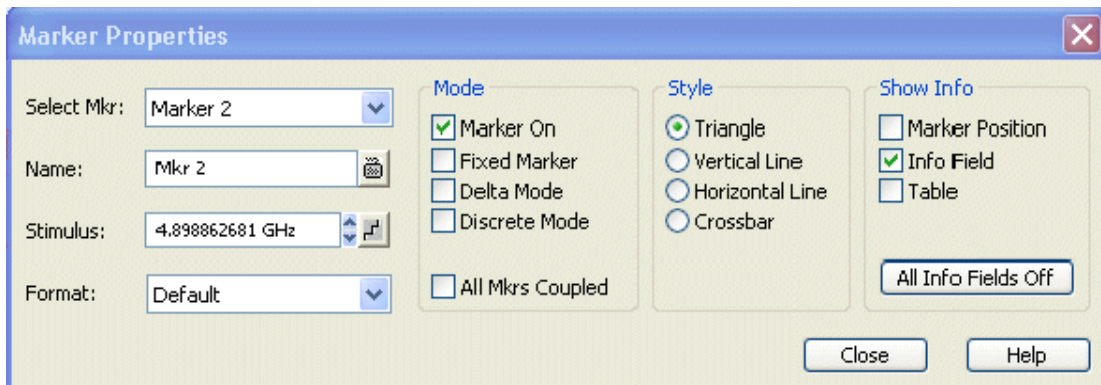 Marker Properties
Select Mkr:
Marker 2
Name:
Mkr 2
Stimulus:
4.898862681 GHz
Format:
Default
Mode
Marker On
Fixed Marker
Delta Mode
Discrete Mode
All Mkrs Coupled
Style
Triangle
Vertical Line
Horizontal Line
Crossbar
Show Info
Marker Position
Info Field
Table
All Info Fields Off
Close
Help